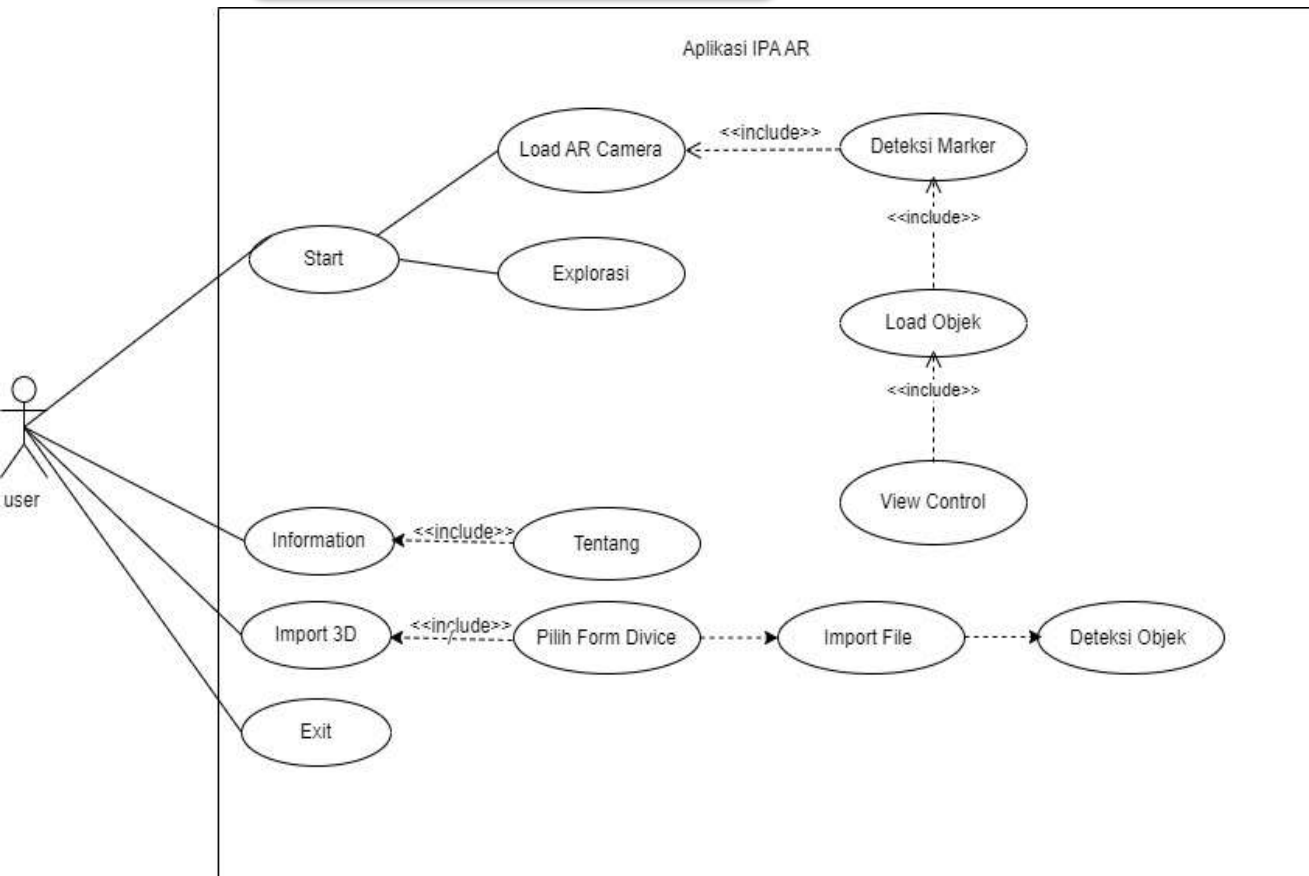 Aplikasi IPA AR
Load AR Camera
<<include>>
Deteksi Marker
<<include>>
Start
Explorasi
Load Objek
<<include>>
user
View Control
Information
<<include>>
Tentang
Import 3D
<<include>>
Pilih Form Divice
Import File
Deteksi Objek
Exit